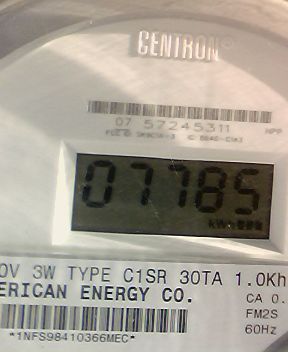 CENTRON®
07 57245311
HPP
07785
kWh
0V 3W TYPE C1SR 30TA 1.0Kh
ERICAN ENERGY CO.
CA 0.
FM2S
60Hz
*1NFS98410366MEC*